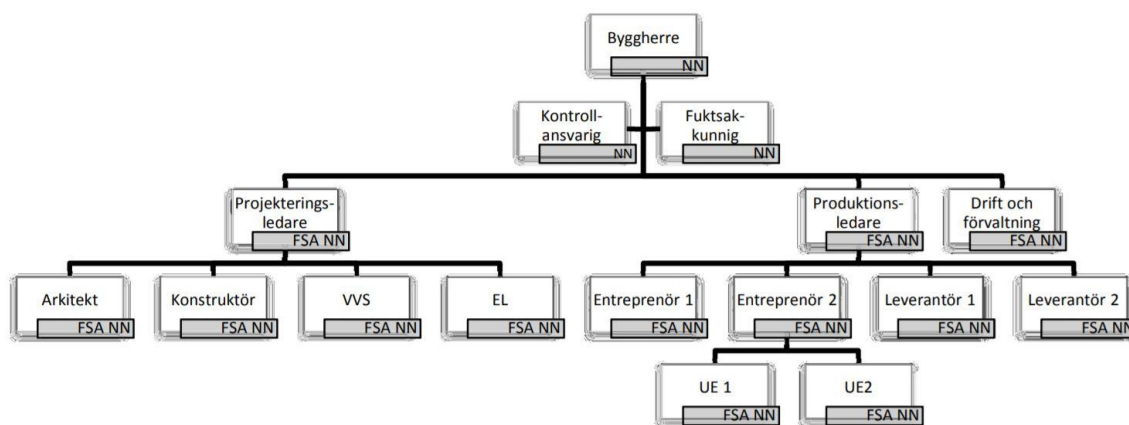 Byggherre
NN
Kontroll-
ansvarig
NN
Fuktsak-
kunnig
NN
Projekterings-
ledare
FSA NN
Produktions-
ledare
FSA NN
Drift och
förvaltning
FSA NN
Arkitekt
FSA NN
Konstruktör
FSA NN
VVS
FSA NN
EL
FSA NN
Entreprenör 1
FSA NN
Entreprenör 2
FSA NN
Leverantör 1
FSA NN
Leverantör 2
FSA NN
UE 1
FSA NN
UE2
FSA NN